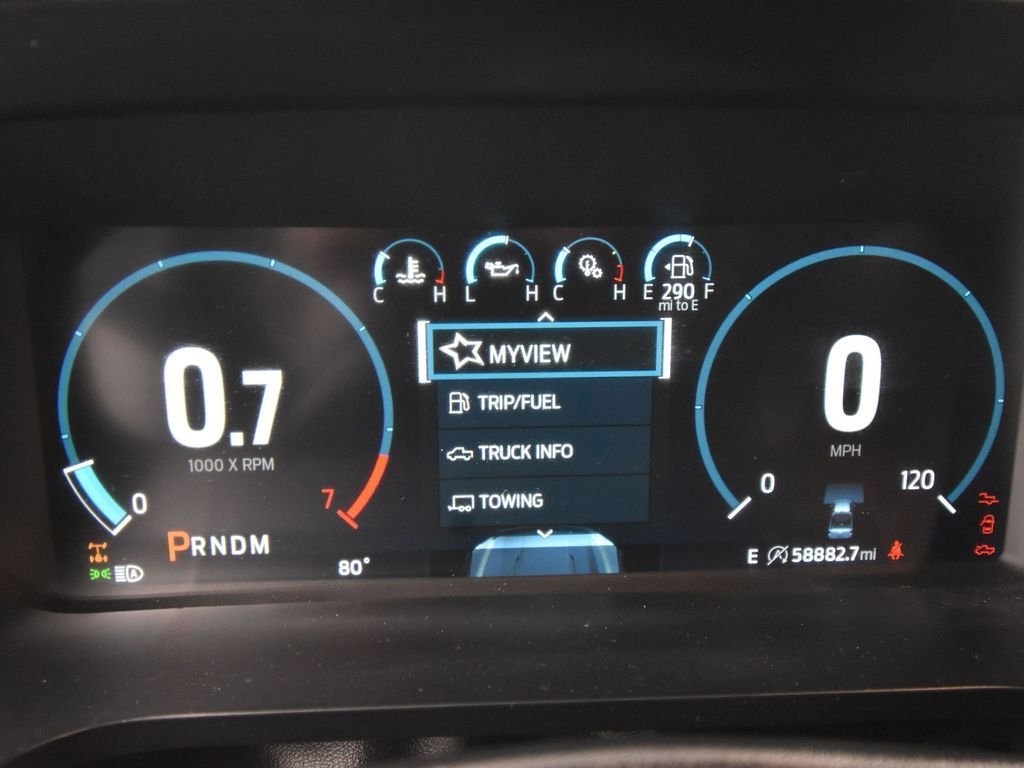 C H
L H
C H
E 290 F
mi to E
MYVIEW
TRIP/FUEL
TRUCK INFO
TOWING
0.7
1000 X RPM
0
7
PRNDM
A
80°
0
MPH
0
120
E 58882.7mi